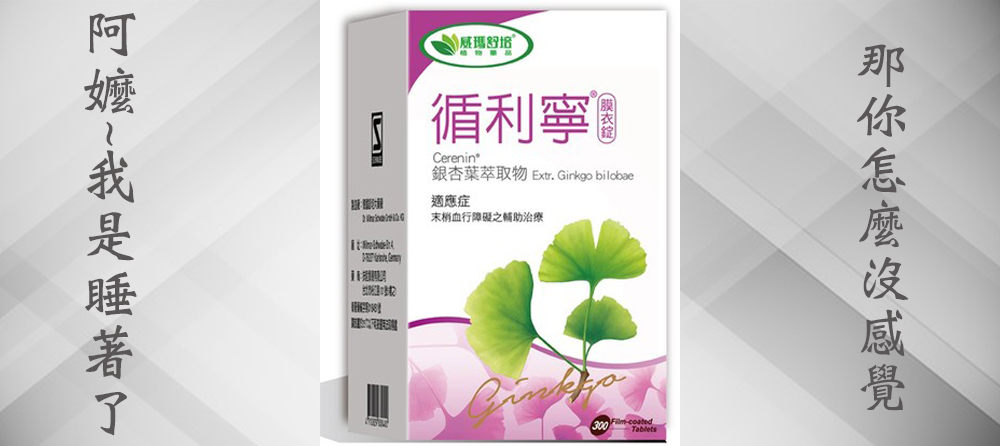 阿嬤~我是睡著了
威瑪舒培®
植物藥品
循利寧®
膜衣錠
Cerenin®
銀杏葉萃取物 Extr. Ginkgo bilobae
適應症
末梢血行障礙之輔助治療
Ginkgo
300 Film-coated
Tablets
那你怎麼沒感覺